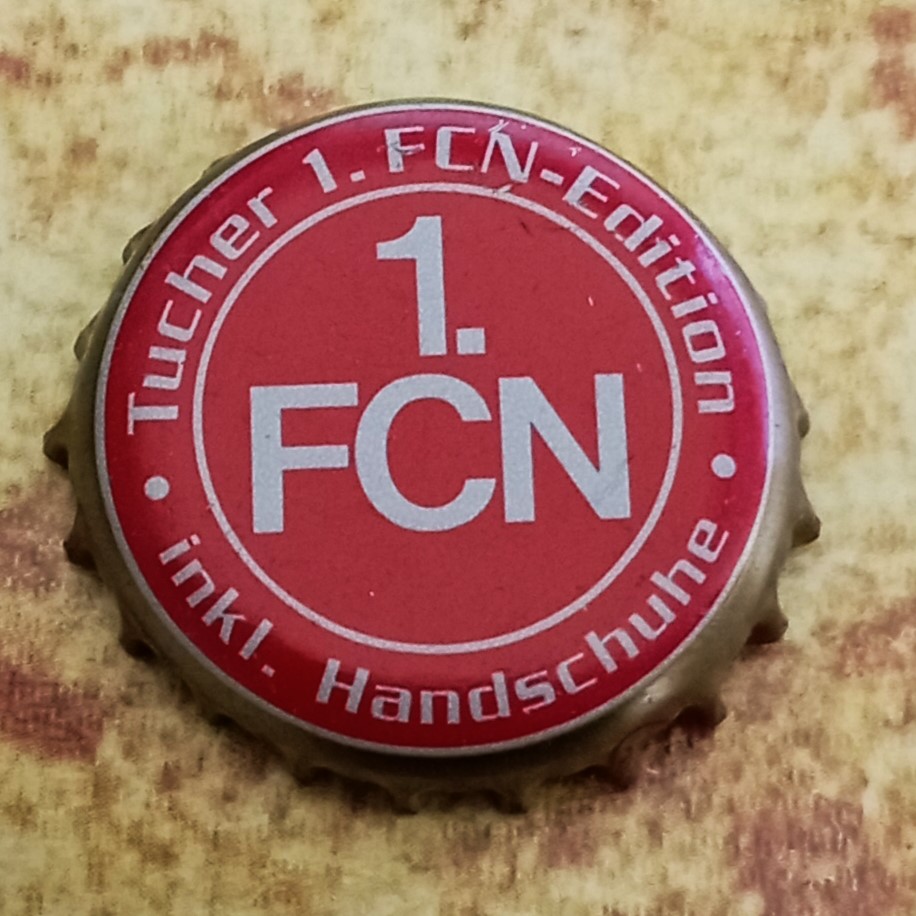 Tucher 1. FCN-Edition
1.
FCN
• inkl. Handschuhe •